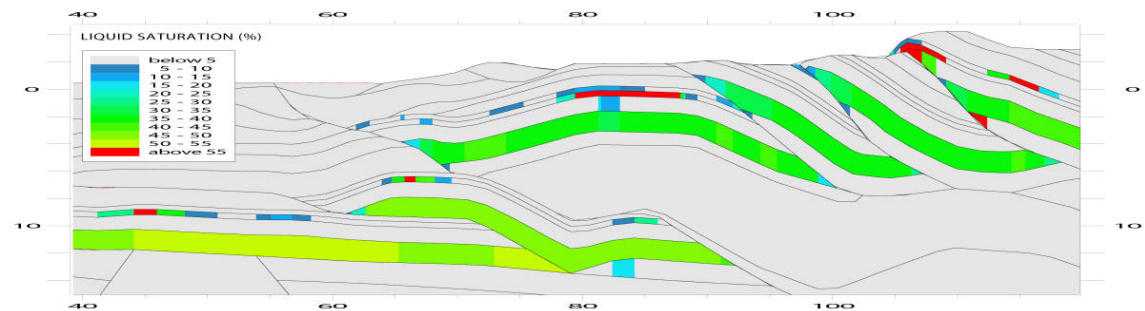 40 60 80 100
LIQUID SATURATION (%)
below 5
5 - 10
10 - 15
15 - 20
20 - 25
25 - 30
30 - 35
35 - 40
40 - 45
45 - 50
50 - 55
above 55
0 0
10 10
40 60 80 100